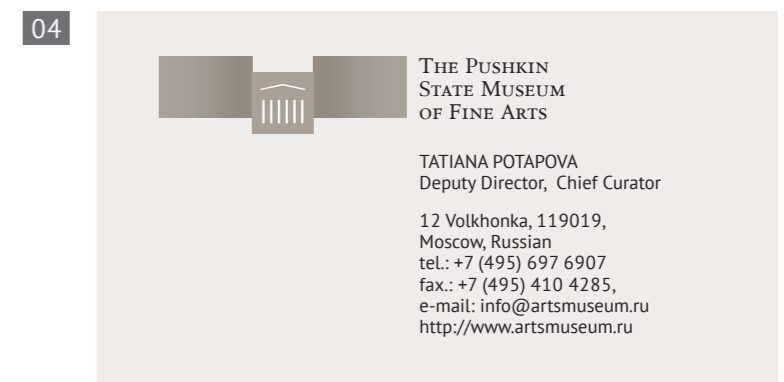 04
The Pushkin
State Museum
of Fine Arts
TATIANA POTAPOVA
Deputy Director,  Chief Curator
12 Volkhonka, 119019,
Moscow, Russian
tel.: +7 (495) 697 6907
fax.: +7 (495) 410 4285,
e-mail: info@artsmuseum.ru
http://www.artsmuseum.ru